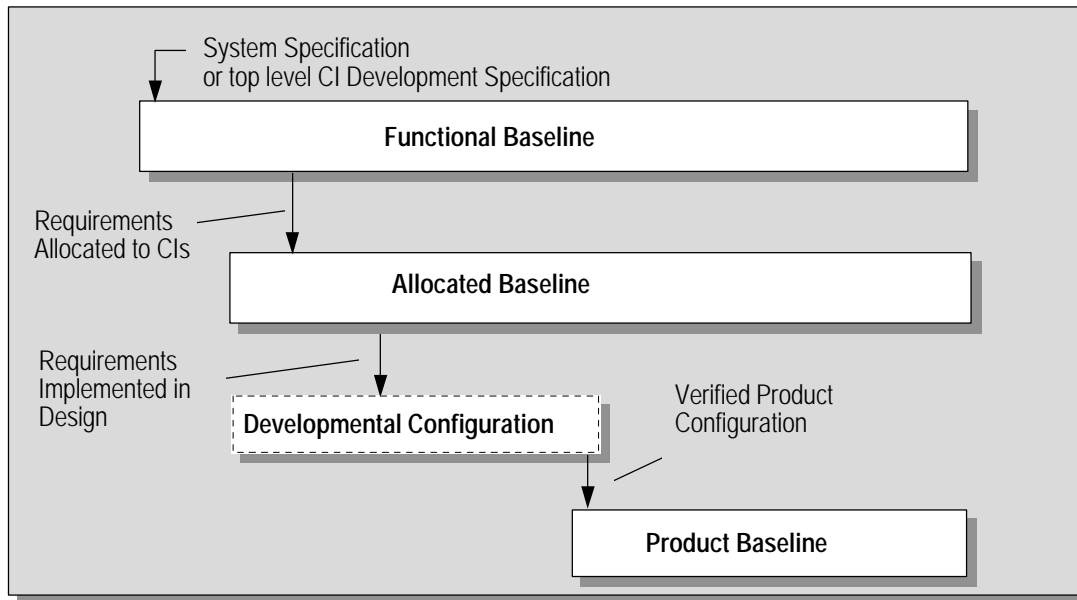 System Specification
or top level CI Development Specification
Functional Baseline
Requirements
Allocated to CIs
Allocated Baseline
Requirements
Implemented in
Design
Developmental Configuration
Verified Product
Configuration
Product Baseline